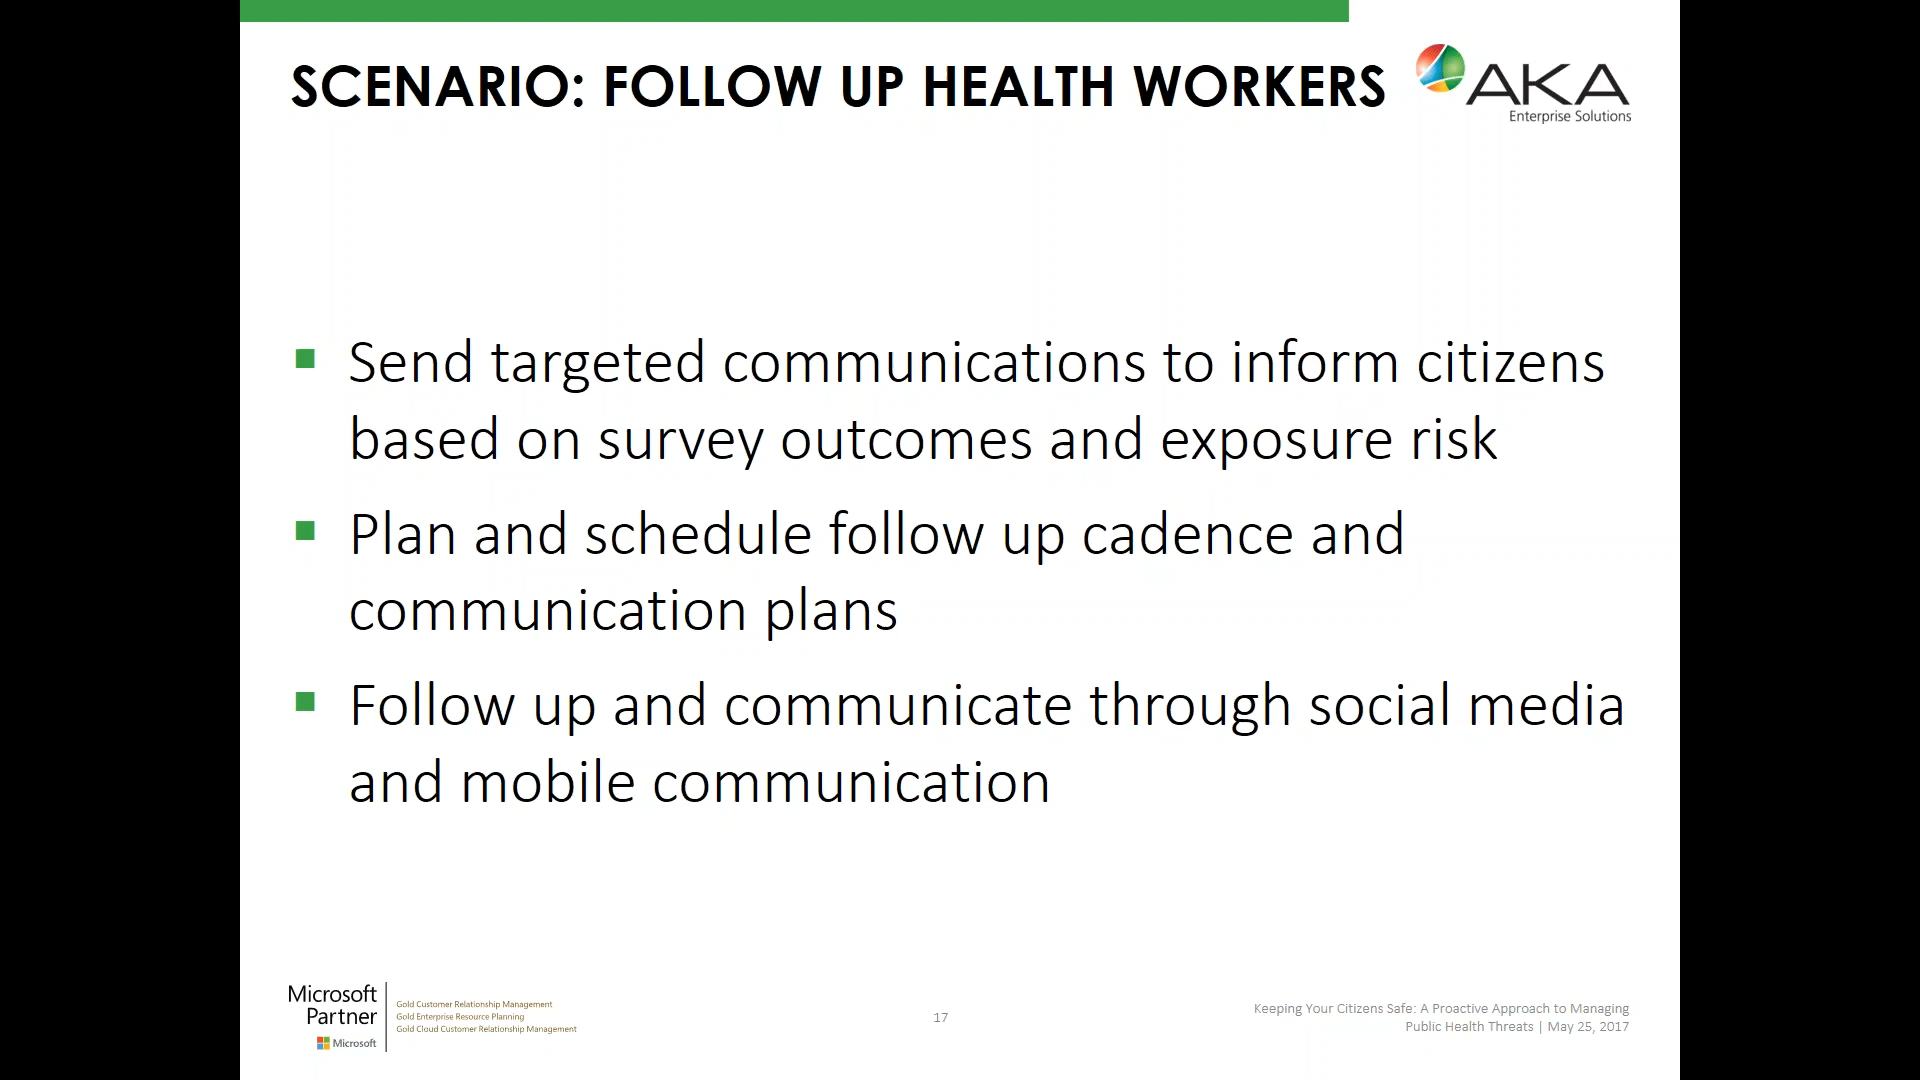 SCENARIO: FOLLOW UP HEALTH WORKERS
AKA
Enterprise Solutions
Send targeted communications to inform citizens
based on survey outcomes and exposure risk
Plan and schedule follow up cadence and
communication plans
Follow up and communicate through social media
and mobile communication
Microsoft
Partner
Microsoft
Gold Customer Relationship Management
Gold Enterprise Resource Planning
Gold Cloud Customer Relationship Management
17
Keeping Your Citizens Safe: A Proactive Approach to Managing
Public Health Threats | May 25, 2017